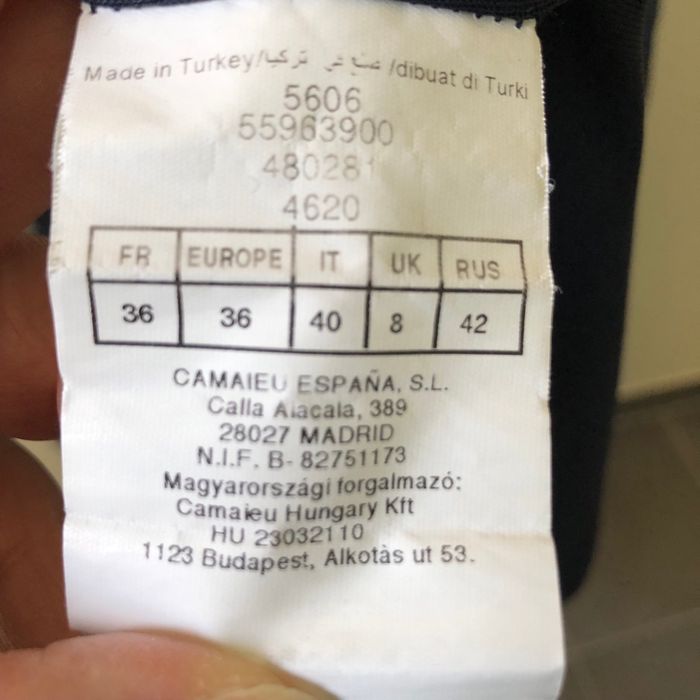 Made in Turkey/صنع في تركيا /dibuat di Turki
5606
55963900
480281
4620
FR EUROPE IT UK RUS
36 36 40 8 42
CAMAIEU ESPAÑA, S.L.
Calla Alacala, 389
28027 MADRID
N.I.F. B- 82751173
Magyarországi forgalmazó:
Camaieu Hungary Kft
HU 23032110
1123 Budapest, Alkotàs ut 53.